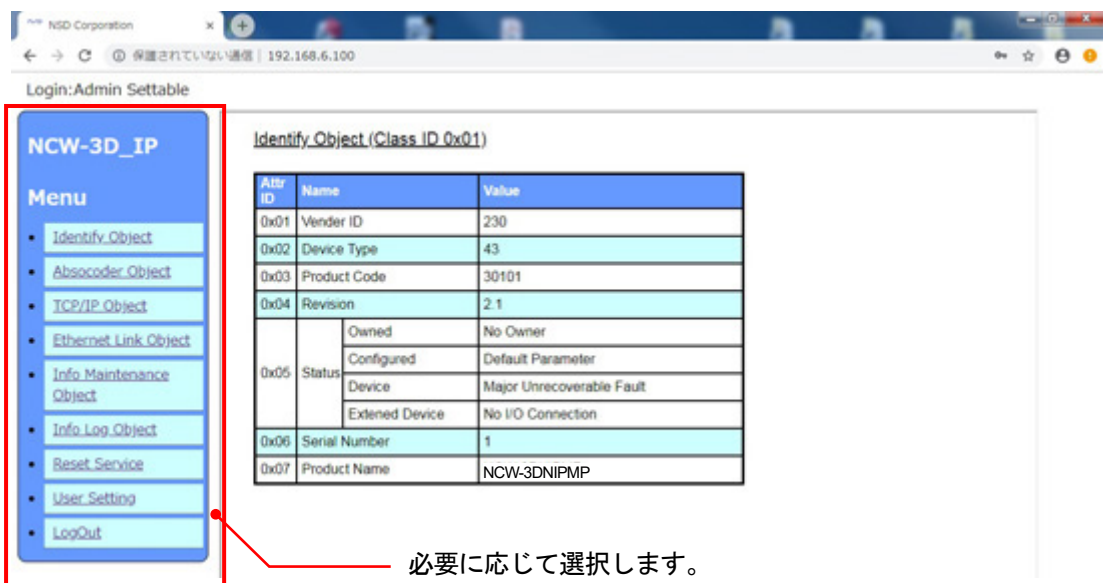 NSD Corporation
保護されていない通信 | 192.168.6.100
Login:Admin Settable
NCW-3D_IP
Menu
Identify Object
Absocoder Object
TCP/IP Object
Ethernet Link Object
Info Maintenance
Object
Info Log Object
Reset Service
User Setting
LogOut
Identify Object (Class ID 0x01)
Attr ID Name Value
0x01 Vender ID 230
0x02 Device Type 43
0x03 Product Code 30101
0x04 Revision 2.1
0x05 Status Owned No Owner
Configured Default Parameter
Device Major Unrecoverable Fault
Extened Device No I/O Connection
0x06 Serial Number 1
0x07 Product Name NCW-3DNIPMP
必要に応じて選択します。